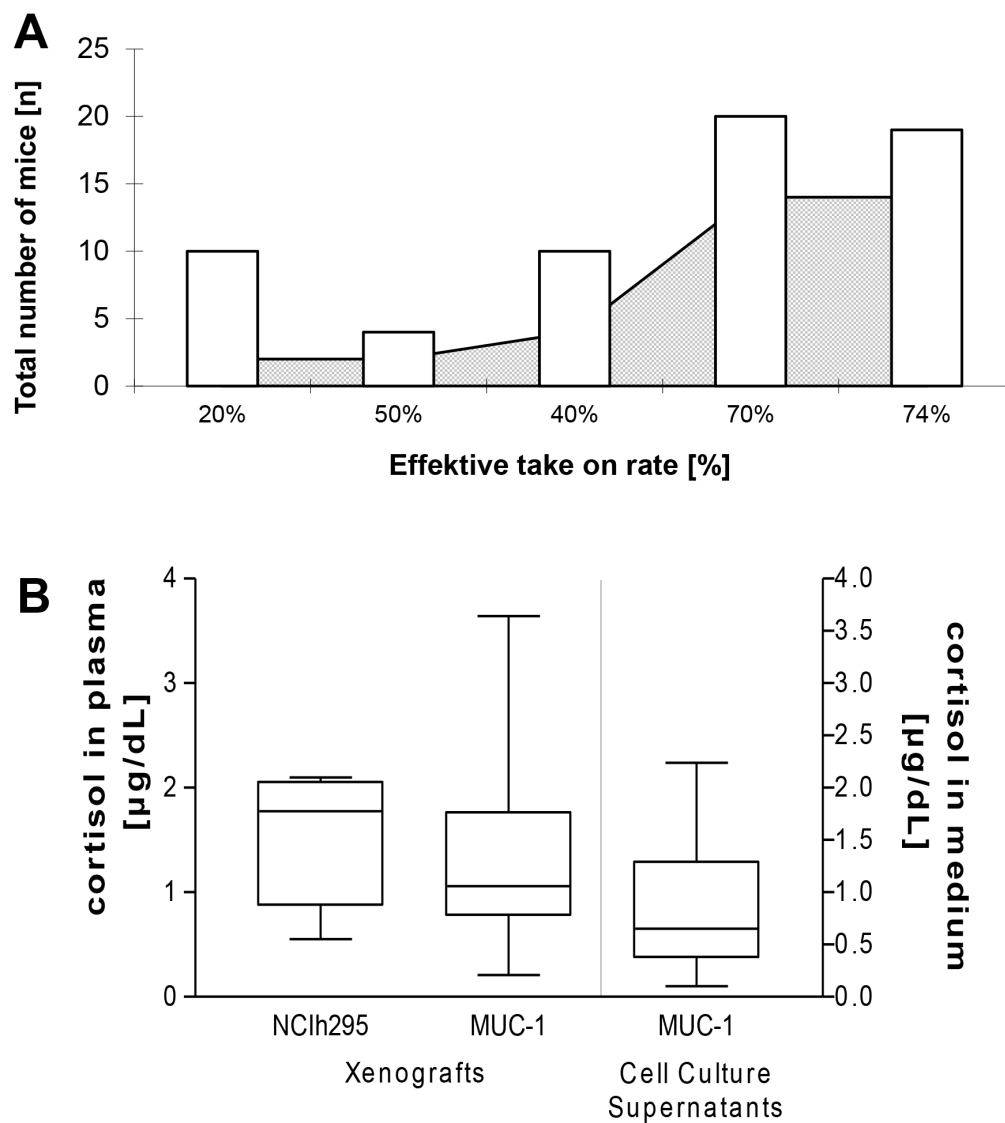 A
Total number of mice [n]
25
20
15
10
5
0
20% 50% 40% 70% 74%
Effektive take on rate [%]
B
cortisol in plasma
[µg/dL]
4
3
2
1
0
4.0
3.5
3.0
2.5
2.0
1.5
1.0
0.5
0.0
cortisol in medium
[µg/dL]
NCIh295 MUC-1 MUC-1
Xenografts
Cell Culture
Supernatants